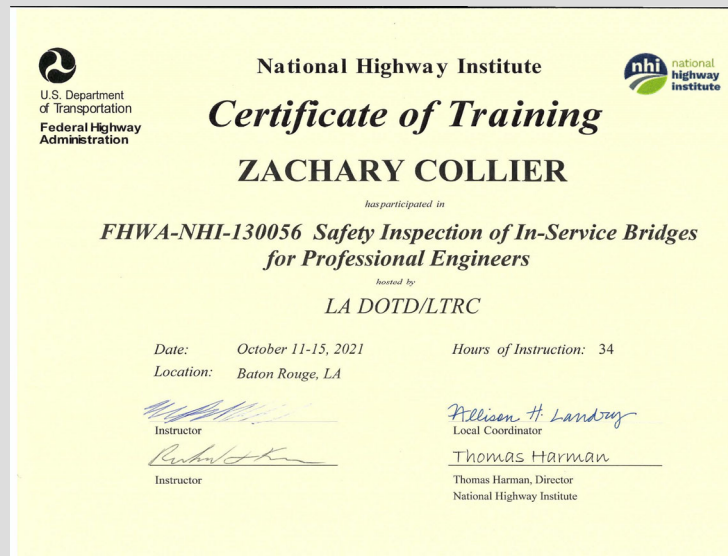 National Highway Institute
U.S. Department
of Transportation
Federal Highway
Administration
nhi national
highway
institute
Certificate of Training
ZACHARY COLLIER
has participated in
FHWA-NHI-130056 Safety Inspection of In-Service Bridges
for Professional Engineers
hosted by
LA DOTD/LTRC
Date: October 11-15, 2021 Hours of Instruction: 34
Location: Baton Rouge, LA
Allison H. Landry
Instructor Local Coordinator
Thomas Harman
Instructor Thomas Harman, Director
National Highway Institute